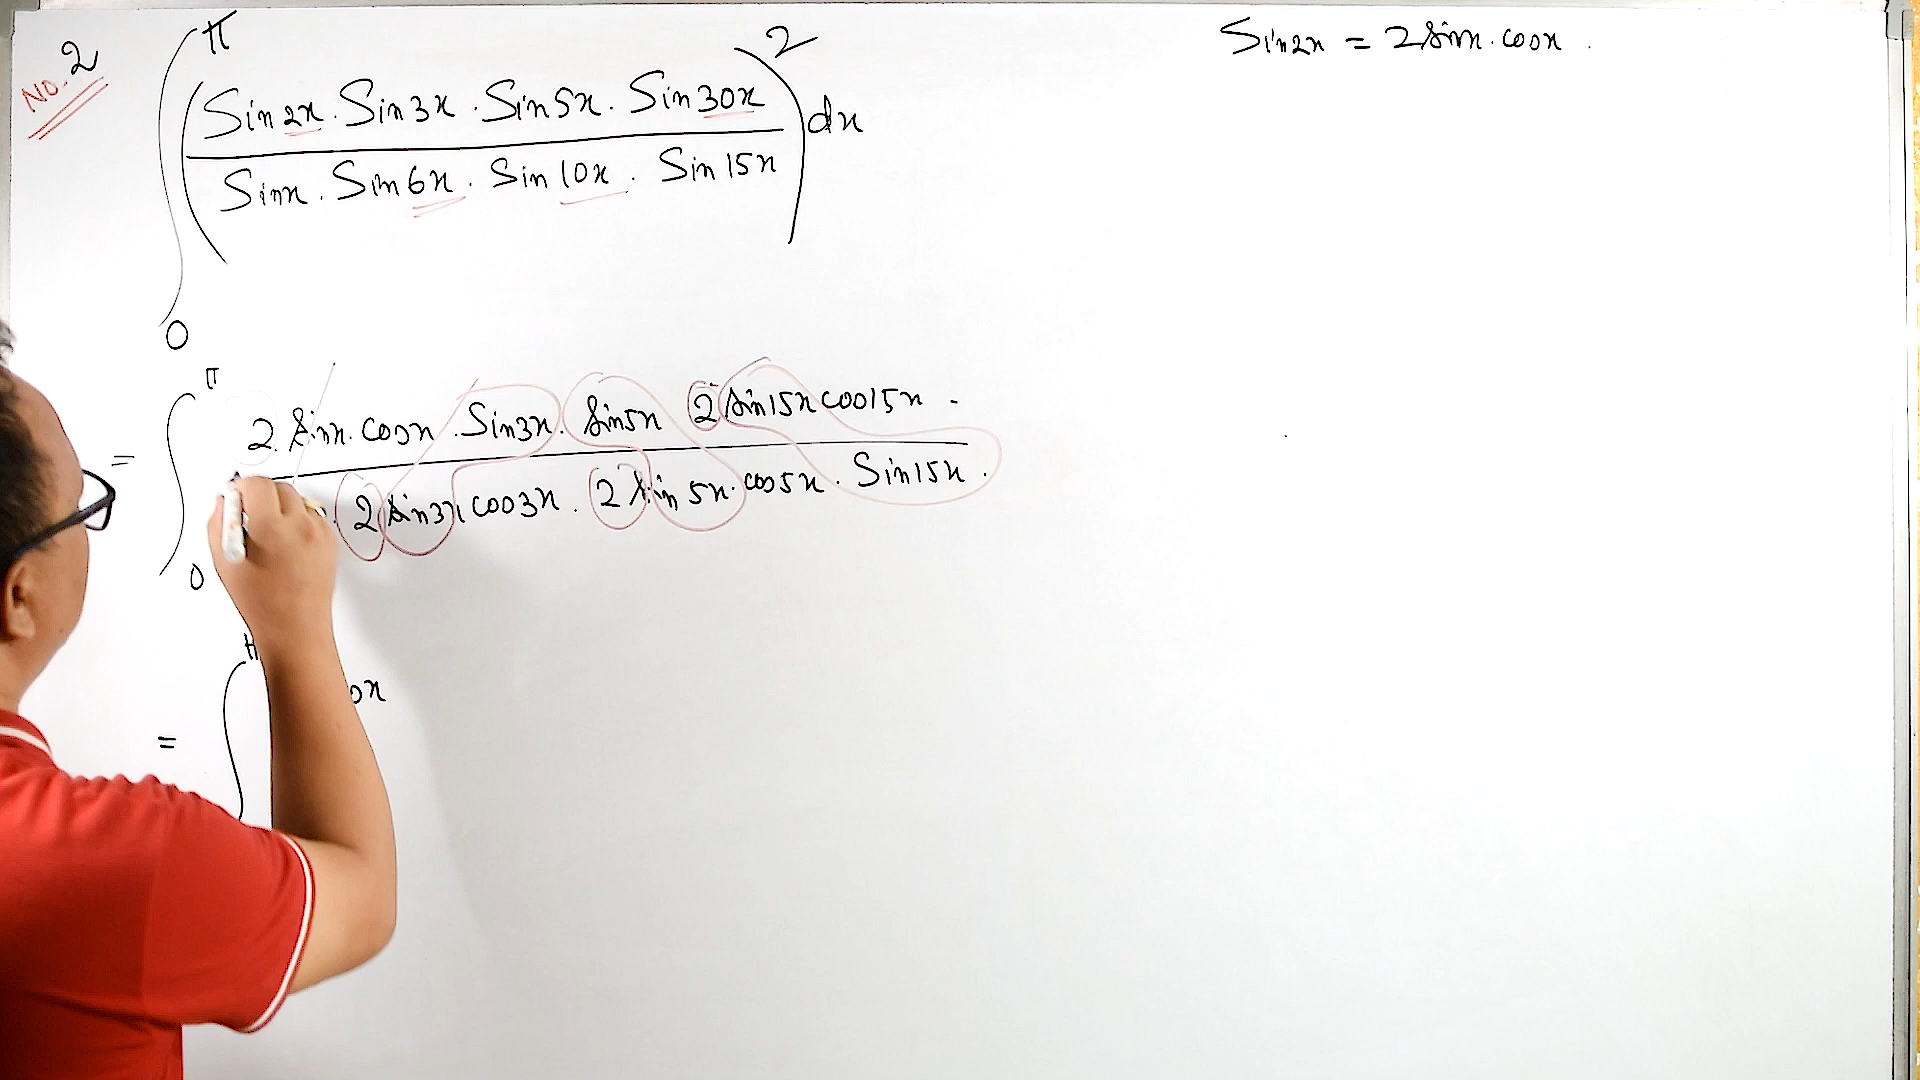 No. 2
π
2
Sin2x = 2sinx.cosx .
Sin2x . Sin3x . Sin5x . Sin30x
dx
Sinx . Sin6x . Sin10x . Sin15x
0
π
2. sinx. cosx . Sin3x . sin5x 2 sin15x cos15x .
=
2 sin3x cos3x . 2 sin5x . cos5x . Sin15x .
0
π
x
=